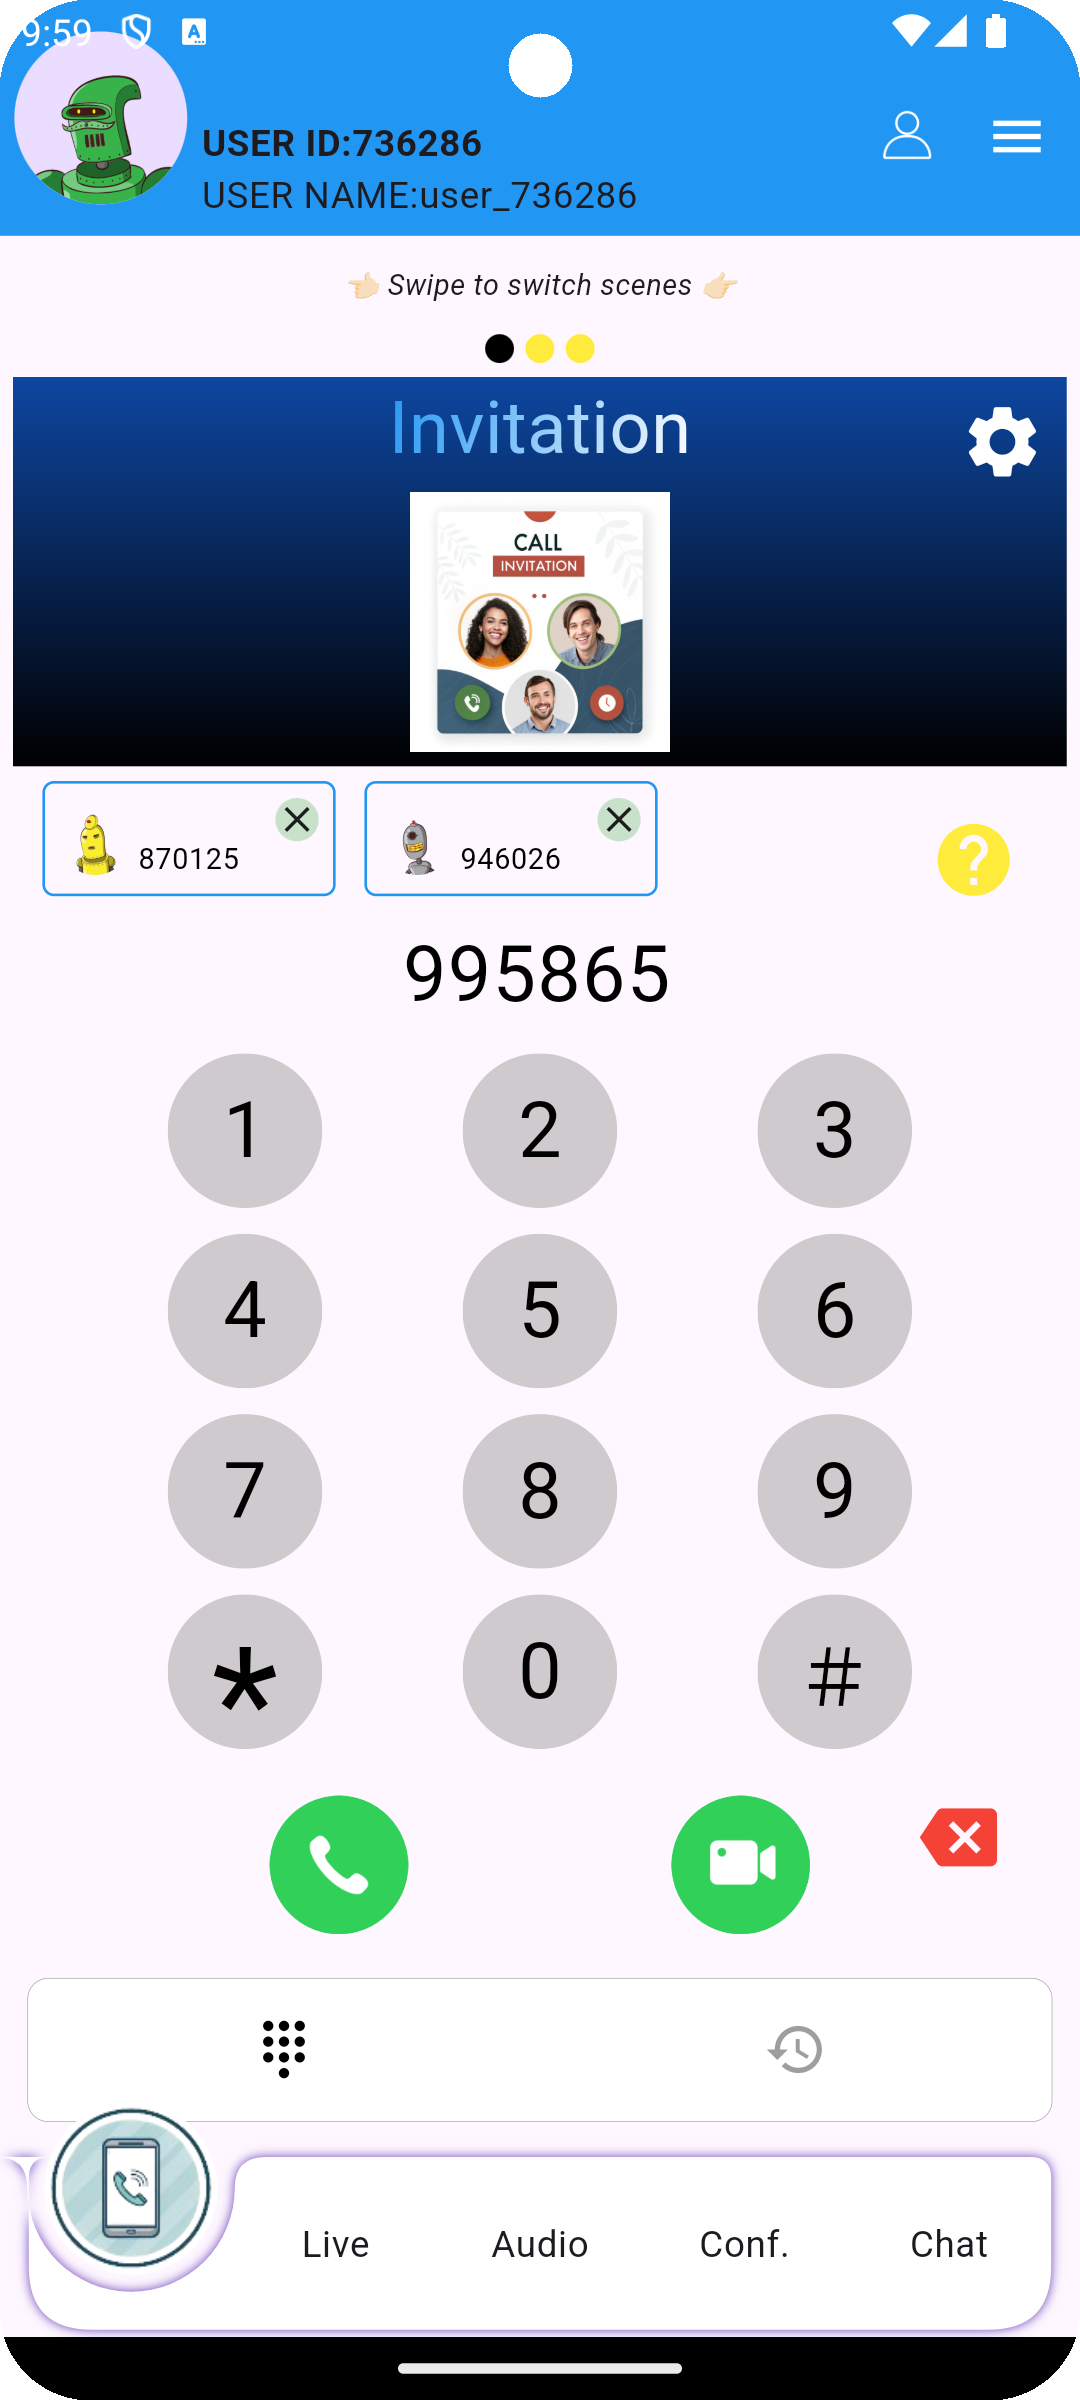 9:59
A
USER ID:736286
USER NAME:user_736286
👈🏻 Swipe to switch scenes 👉🏻
Invitation
CALL
INVITATION
870125
946026
?
995865
1 2 3
4 5 6
7 8 9
* 0 #
Live Audio Conf. Chat